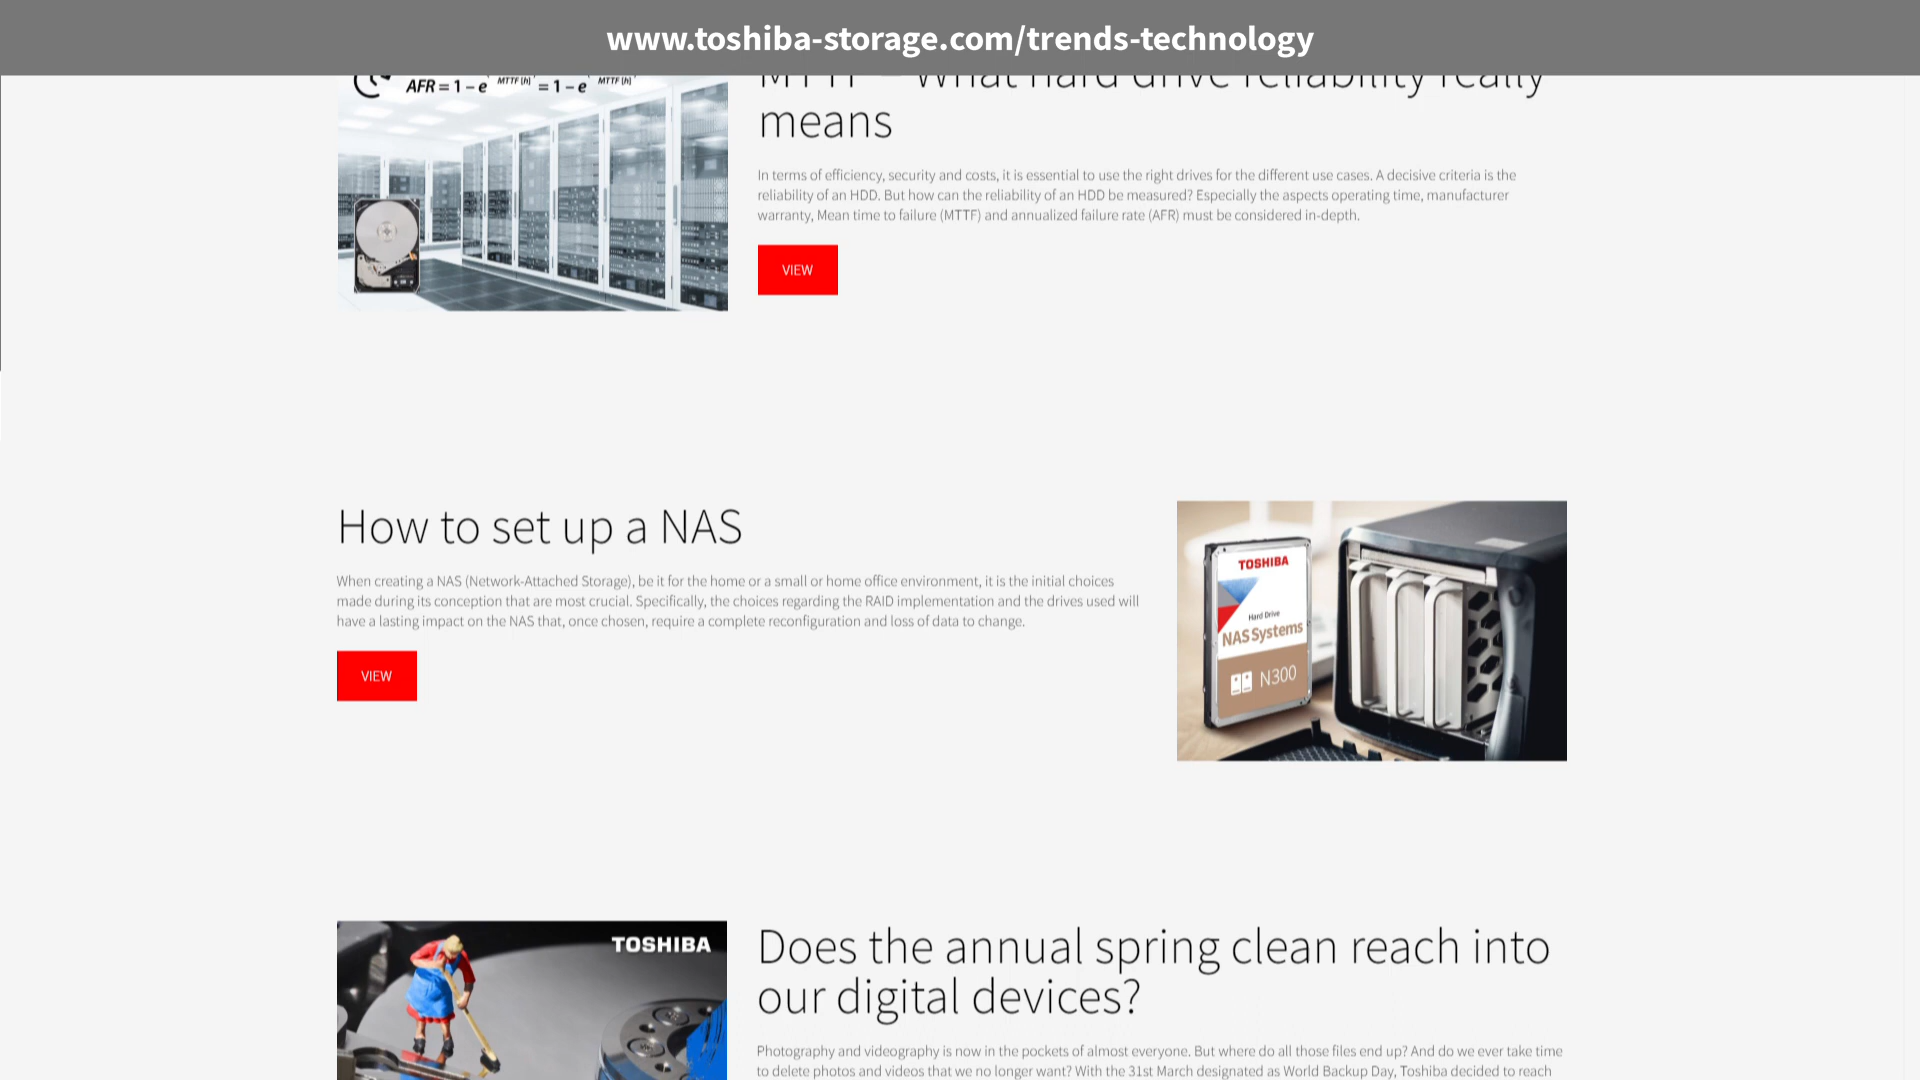 www.toshiba-storage.com/trends-technology
AFR = 1 – e MTTF [h] = 1 – e MTTF [h]
MTTF – What hard drive reliability really
means
In terms of efficiency, security and costs, it is essential to use the right drives for the different use cases. A decisive criteria is the
reliability of an HDD. But how can the reliability of an HDD be measured? Especially the aspects operating time, manufacturer
warranty, Mean time to failure (MTTF) and annualized failure rate (AFR) must be considered in-depth.
VIEW
How to set up a NAS
When creating a NAS (Network-Attached Storage), be it for the home or a small or home office environment, it is the initial choices
made during its conception that are most crucial. Specifically, the choices regarding the RAID implementation and the drives used will
have a lasting impact on the NAS that, once chosen, require a complete reconfiguration and loss of data to change.
VIEW
TOSHIBA
Hard Drive
NAS Systems
N300
TOSHIBA
Does the annual spring clean reach into
our digital devices?
Photography and videography is now in the pockets of almost everyone. But where do all those files end up? And do we ever take time
to delete photos and videos that we no longer want? With the 31st March designated as World Backup Day, Toshiba decided to reach